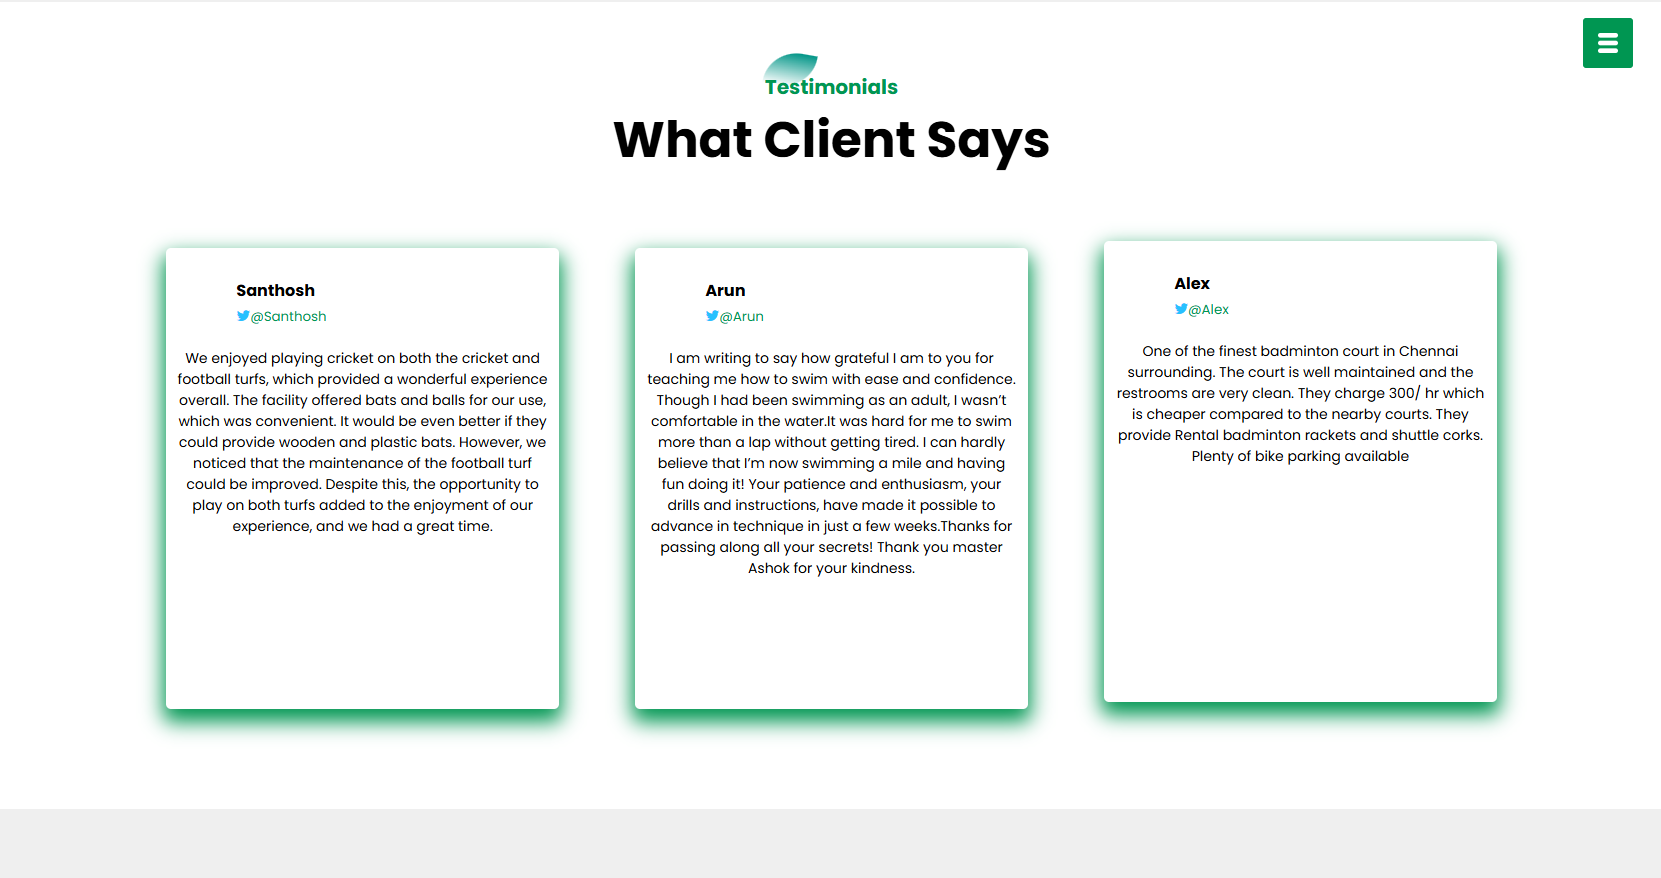 Testimonials
What Client Says
Santhosh
@Santhosh
We enjoyed playing cricket on both the cricket and
football turfs, which provided a wonderful experience
overall. The facility offered bats and balls for our use,
which was convenient. It would be even better if they
could provide wooden and plastic bats. However, we
noticed that the maintenance of the football turf
could be improved. Despite this, the opportunity to
play on both turfs added to the enjoyment of our
experience, and we had a great time.
Arun
@Arun
I am writing to say how grateful I am to you for
teaching me how to swim with ease and confidence.
Though I had been swimming as an adult, I wasn’t
comfortable in the water.It was hard for me to swim
more than a lap without getting tired. I can hardly
believe that I’m now swimming a mile and having
fun doing it! Your patience and enthusiasm, your
drills and instructions, have made it possible to
advance in technique in just a few weeks.Thanks for
passing along all your secrets! Thank you master
Ashok for your kindness.
Alex
@Alex
One of the finest badminton court in Chennai
surrounding. The court is well maintained and the
restrooms are very clean. They charge 300/ hr which
is cheaper compared to the nearby courts. They
provide Rental badminton rackets and shuttle corks.
Plenty of bike parking available